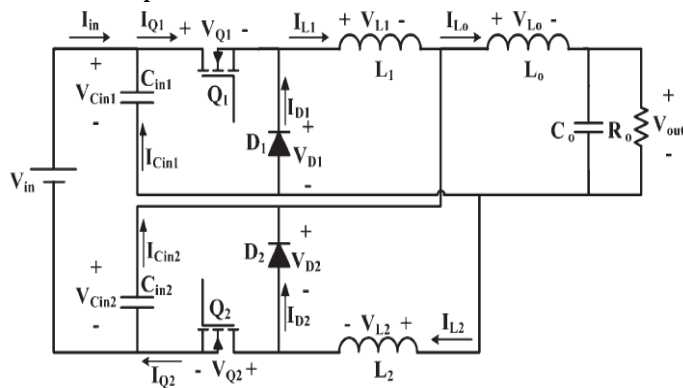 I_in I_Q1 + V_Q1 - I_L1 + V_L1 - I_Lo + V_Lo -
+ C_in1 Q_1 L_1 L_o
V_Cin1 I_D1 +
- D_1 + C_o R_o V_out
I_Cin1 V_D1 -
V_in -
+ I_Cin2 D_2 + V_D2
V_Cin2 C_in2 Q_2 -
- I_D2 - V_L2 + I_L2
I_Q2 - V_Q2 + L_2